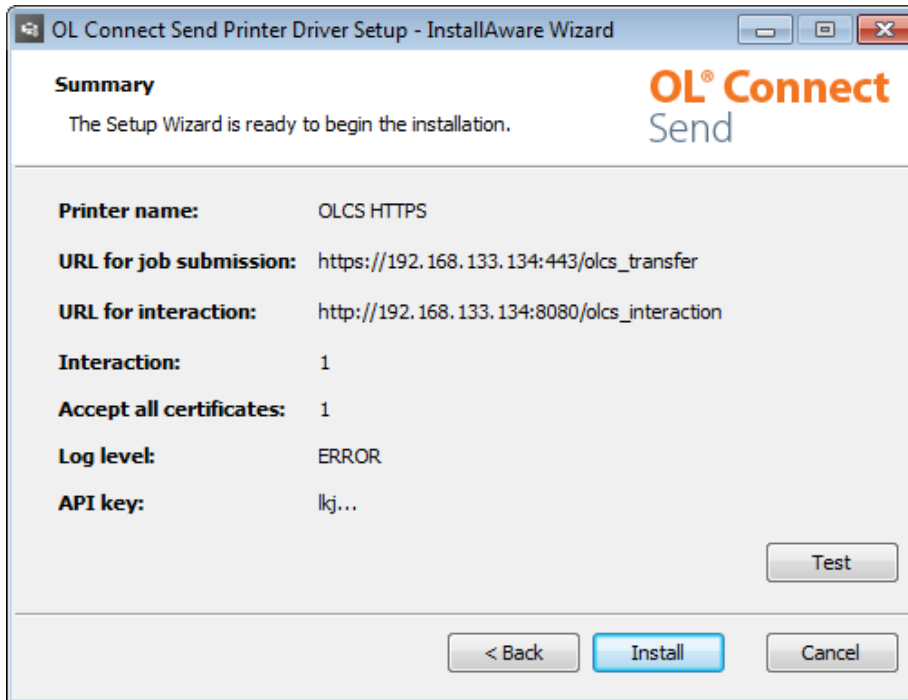 OL Connect Send Printer Driver Setup - InstallAware Wizard
Summary
The Setup Wizard is ready to begin the installation.
OL® Connect
Send
Printer name: OLCS HTTPS
URL for job submission: https://192.168.133.134:443/olcs_transfer
URL for interaction: http://192.168.133.134:8080/olcs_interaction
Interaction: 1
Accept all certificates: 1
Log level: ERROR
API key: lkj...
Test
< Back Install Cancel